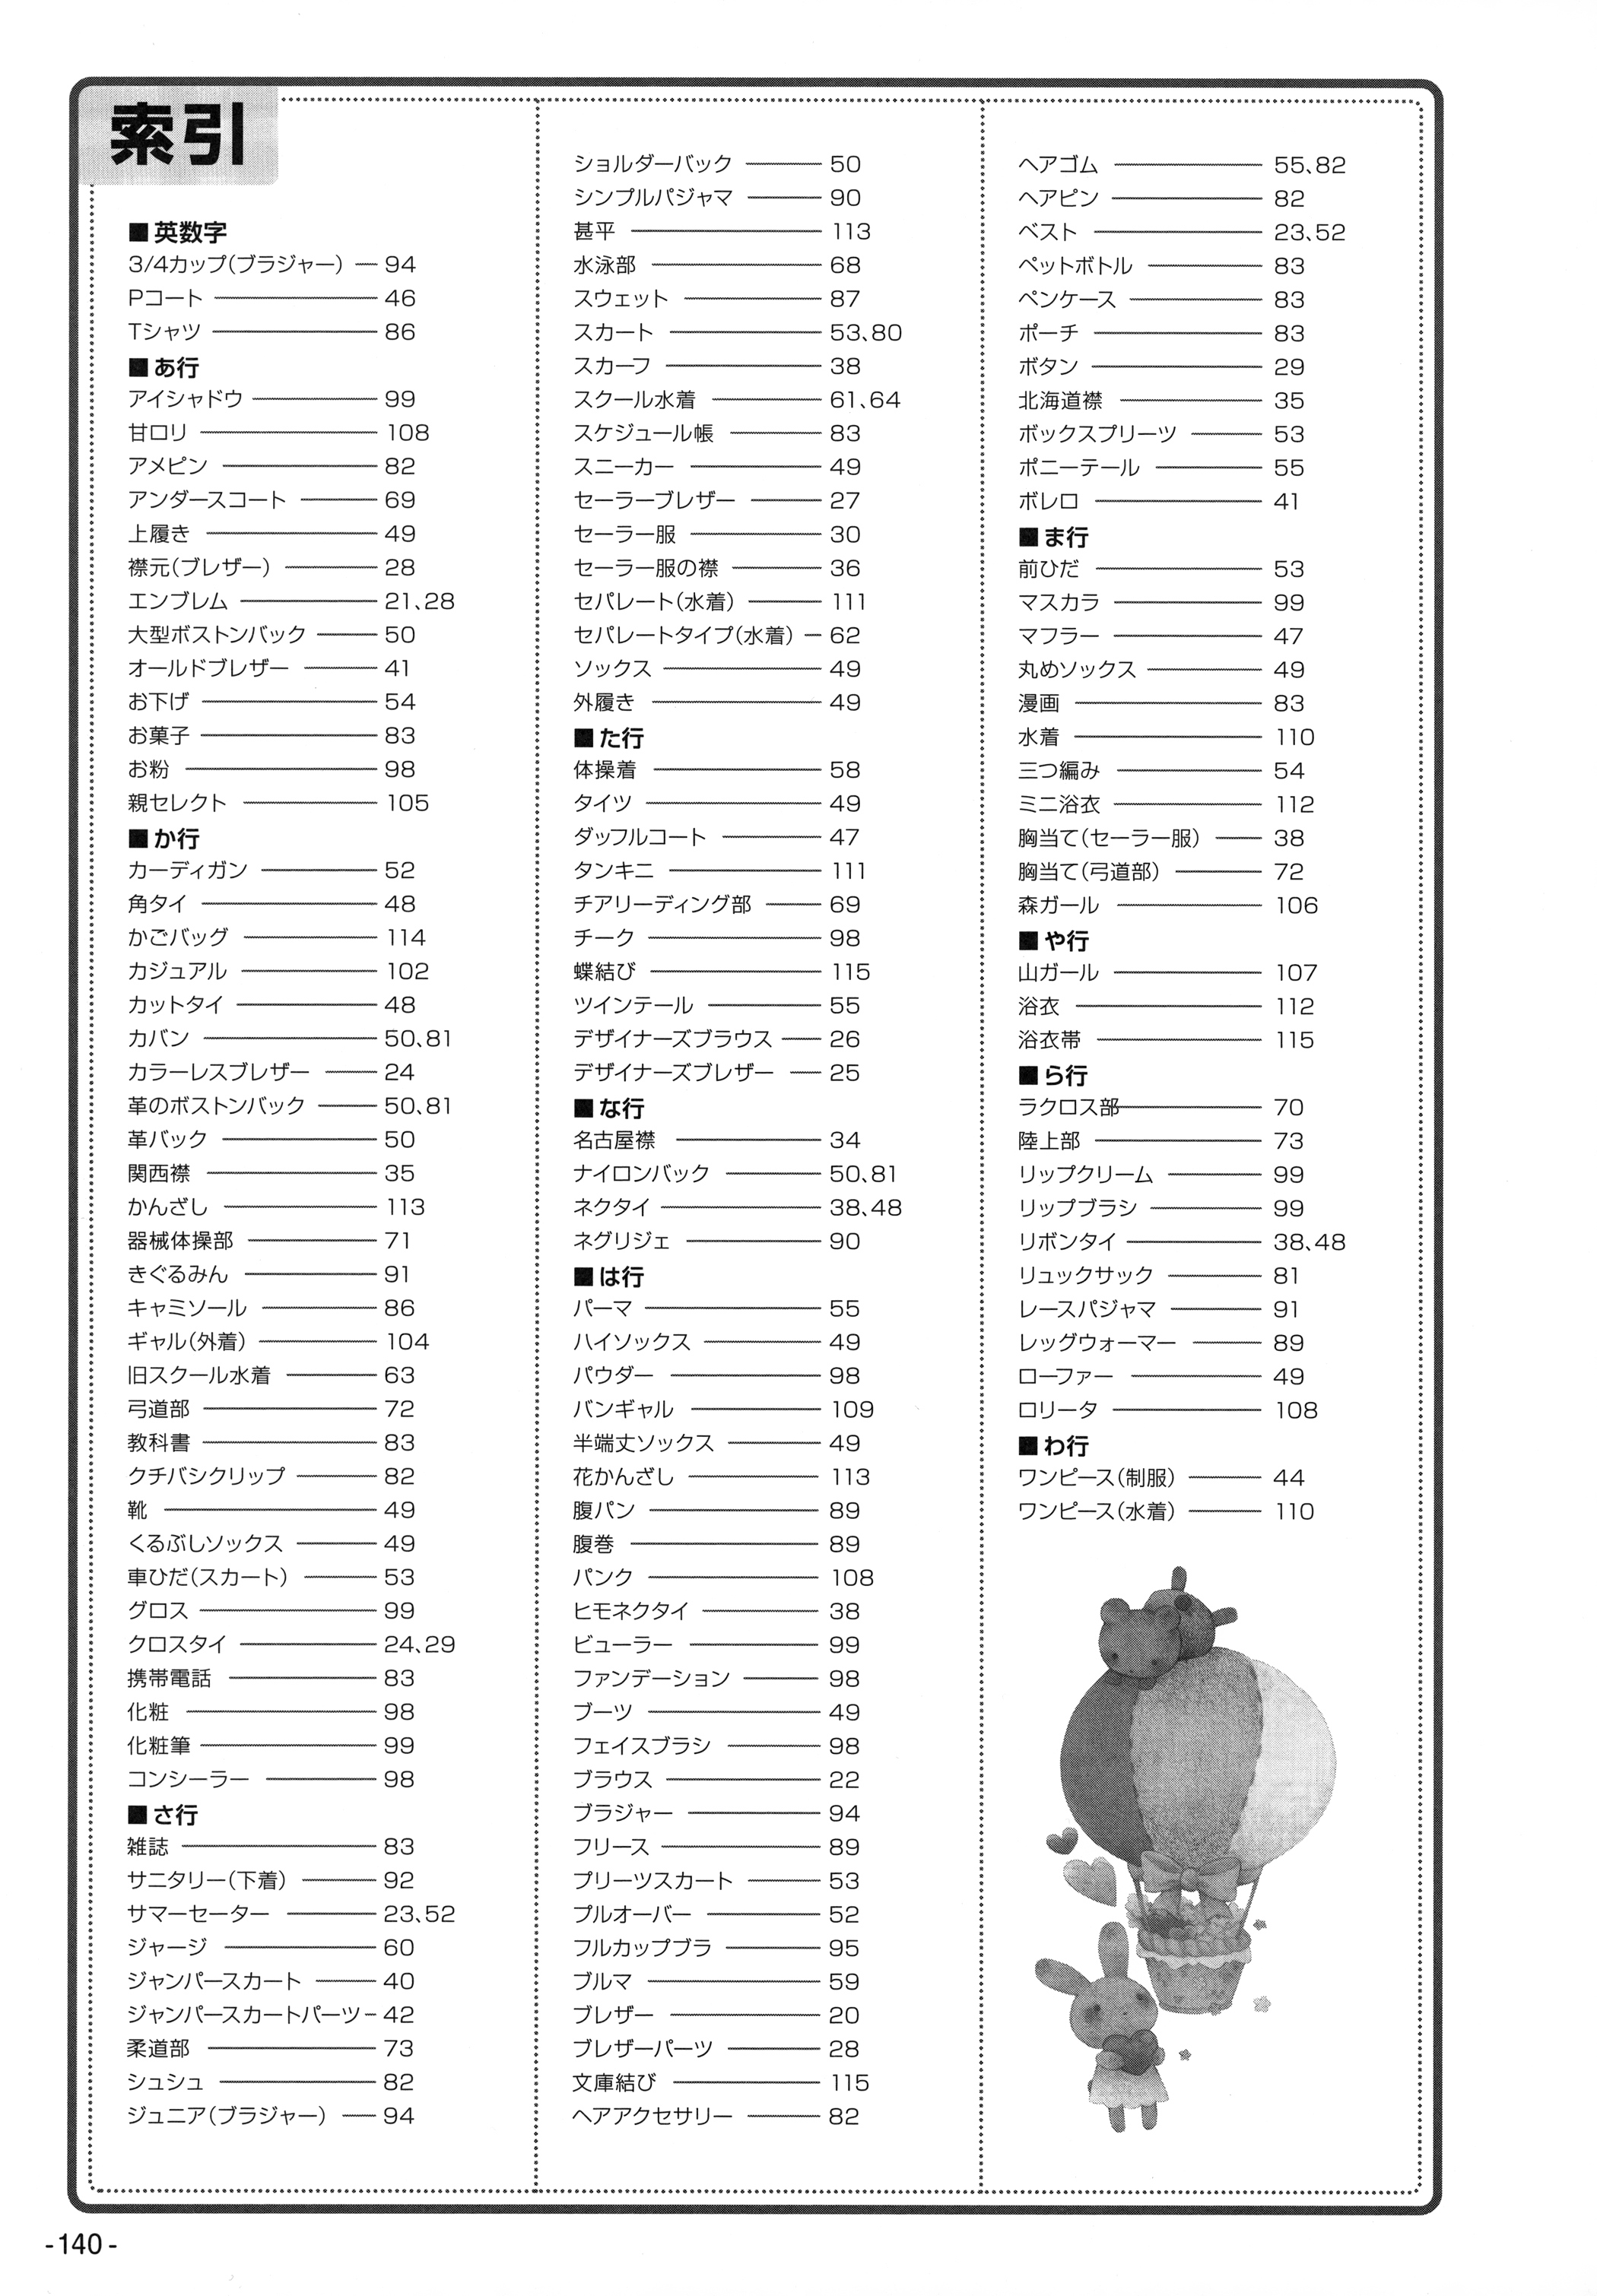 索引
■英数字
3/4カップ(ブラジャー) 94
Pコート 46
Tシャツ 86
■あ行
アイシャドウ 99
甘ロリ 108
アメピン 82
アンダースコート 69
上履き 49
襟元(ブレザー) 28
エンブレム 21、28
大型ボストンバック 50
オールドブレザー 41
お下げ 54
お菓子 83
お粉 98
親セレクト 105
■か行
カーディガン 52
角タイ 48
かごバッグ 114
カジュアル 102
カットタイ 48
カバン 50、81
カラーレスブレザー 24
革のボストンバック 50、81
革バック 50
関西襟 35
かんざし 113
器械体操部 71
きぐるみん 91
キャミソール 86
ギャル(外着) 104
旧スクール水着 63
弓道部 72
教科書 83
クチバシクリップ 82
靴 49
くるぶしソックス 49
車ひだ(スカート) 53
グロス 99
クロスタイ 24、29
携帯電話 83
化粧 98
化粧筆 99
コンシーラー 98
■さ行
雑誌 83
サニタリー(下着) 92
サマーセーター 23、52
ジャージ 60
ジャンパースカート 40
ジャンパースカートパーツ 42
柔道部 73
シュシュ 82
ジュニア(ブラジャー) 94
ショルダーバック 50
シンプルパジャマ 90
甚平 113
水泳部 68
スウェット 87
スカート 53、80
スカーフ 38
スクール水着 61、64
スケジュール帳 83
スニーカー 49
セーラーブレザー 27
セーラー服 30
セーラー服の襟 36
セパレート(水着) 111
セパレートタイプ(水着) 62
ソックス 49
外履き 49
■た行
体操着 58
タイツ 49
ダッフルコート 47
タンキニ 111
チアリーディング部 69
チーク 98
蝶結び 115
ツインテール 55
デザイナーズブラウス 26
デザイナーズブレザー 25
■な行
名古屋襟 34
ナイロンバック 50、81
ネクタイ 38、48
ネグリジェ 90
■は行
パーマ 55
ハイソックス 49
パウダー 98
バンギャル 109
半端丈ソックス 49
花かんざし 113
腹パン 89
腹巻 89
パンク 108
ヒモネクタイ 38
ビューラー 99
ファンデーション 98
ブーツ 49
フェイスブラシ 98
ブラウス 22
ブラジャー 94
フリース 89
プリーツスカート 53
プルオーバー 52
フルカップブラ 95
ブルマ 59
ブレザー 20
ブレザーパーツ 28
文庫結び 115
ヘアアクセサリー 82
ヘアゴム 55、82
ヘアピン 82
ベスト 23、52
ペットボトル 83
ペンケース 83
ポーチ 83
ボタン 29
北海道襟 35
ボックスプリーツ 53
ポニーテール 55
ボレロ 41
■ま行
前ひだ 53
マスカラ 99
マフラー 47
丸めソックス 49
漫画 83
水着 110
三つ編み 54
ミニ浴衣 112
胸当て(セーラー服) 38
胸当て(弓道部) 72
森ガール 106
■や行
山ガール 107
浴衣 112
浴衣帯 115
■ら行
ラクロス部 70
陸上部 73
リップクリーム 99
リップブラシ 99
リボンタイ 38、48
リュックサック 81
レースパジャマ 91
レッグウォーマー 89
ローファー 49
ロリータ 108
■わ行
ワンピース(制服) 44
ワンピース(水着) 110
-140-